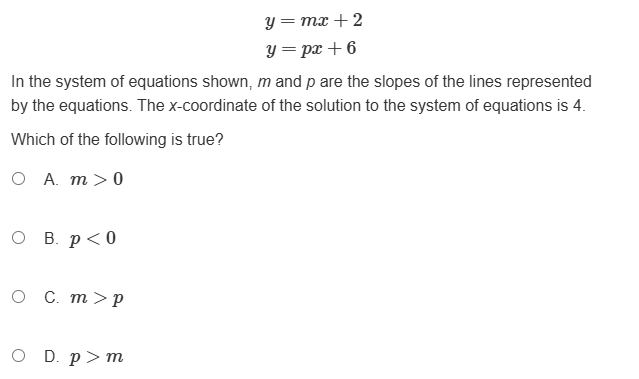 y = mx + 2
y = px + 6
In the system of equations shown, m and p are the slopes of the lines represented
by the equations. The x-coordinate of the solution to the system of equations is 4.
Which of the following is true?
A. m > 0
B. p < 0
C. m > p
D. p > m